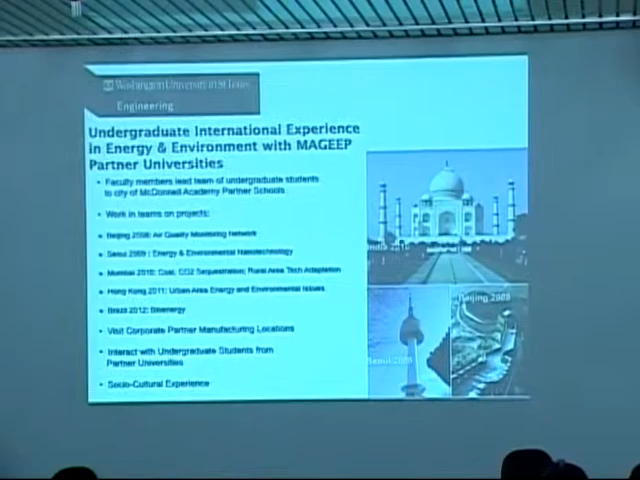 Washington University in St. Louis
Engineering
Undergraduate International Experience
in Energy & Environment with MAGEEP
Partner Universities
• Faculty members lead team of undergraduate students
to city of McDonnell Academy Partner Schools
• Work in teams on projects:
• Beijing 2008: Air Quality Monitoring Network
• Seoul 2009 : Energy & Environmental Nanotechnology
• Mumbai 2010: Coal, CO2 Sequestration; Rural Area Tech Adaptation
• Hong Kong 2011: Urban Area Energy and Environmental Issues
• Brazil 2012: Bioenergy
• Visit Corporate Partner Manufacturing Locations
• Interact with Undergraduate Students from
Partner Universities
• Socio-Cultural Experience
India 2010
Seoul 2009
Beijing 2008